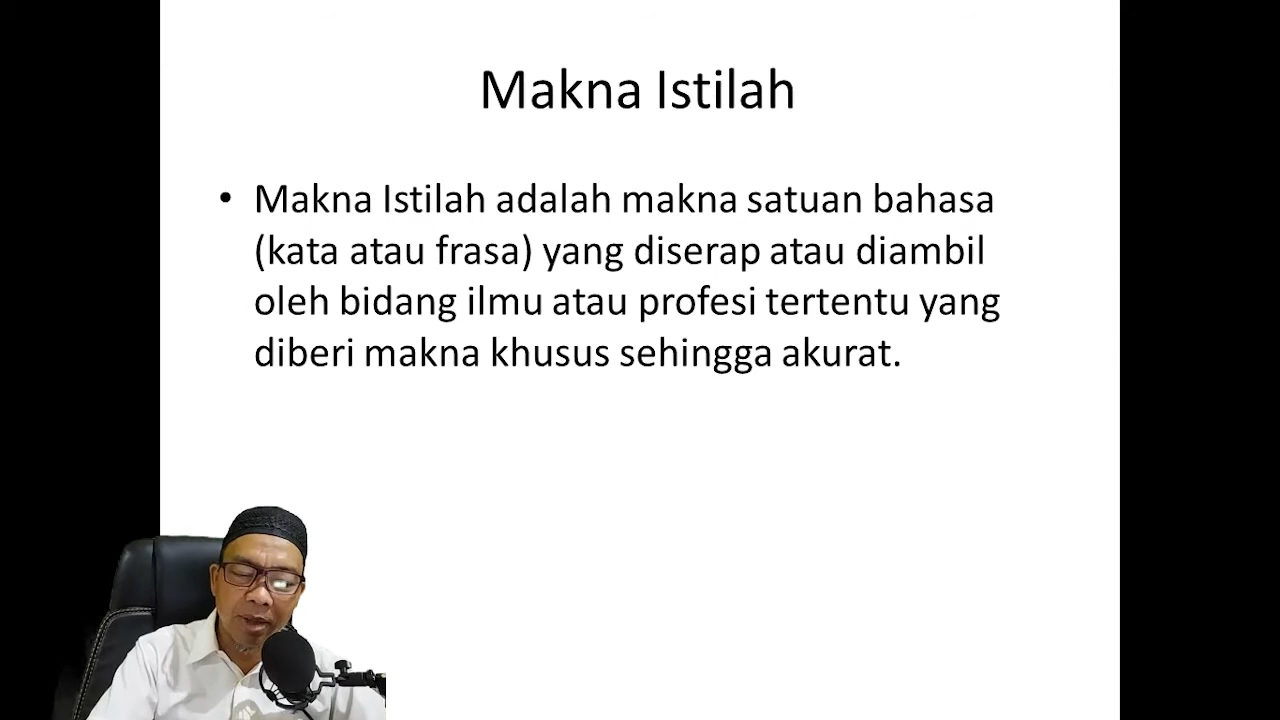 Makna Istilah
• Makna Istilah adalah makna satuan bahasa
(kata atau frasa) yang diserap atau diambil
oleh bidang ilmu atau profesi tertentu yang
diberi makna khusus sehingga akurat.